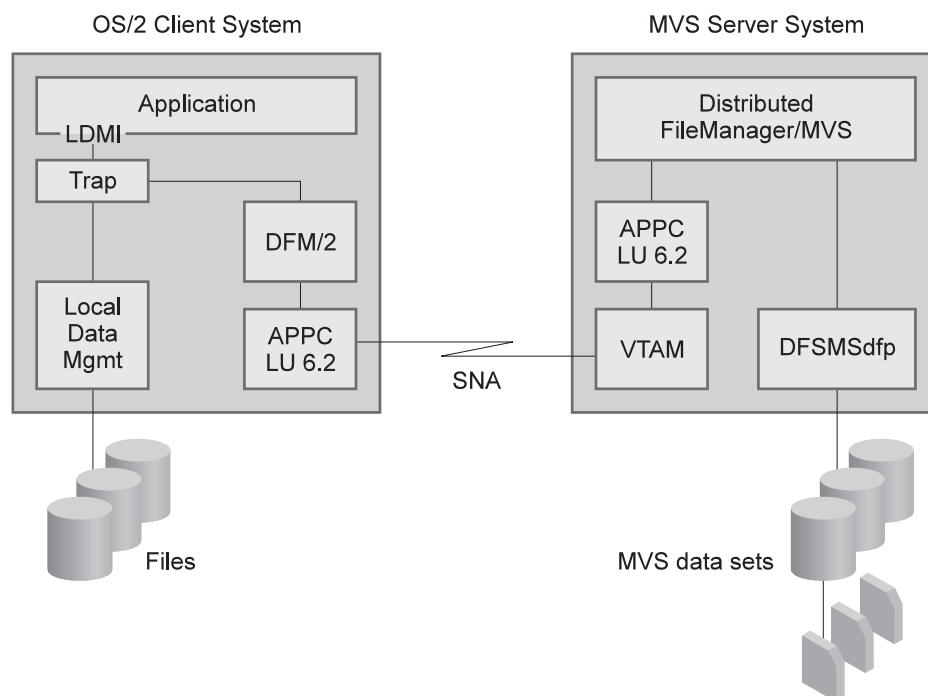 OS/2 Client System
MVS Server System
Application
LDMI
Trap
DFM/2
Local
Data
Mgmt
APPC
LU 6.2
SNA
Distributed
FileManager/MVS
APPC
LU 6.2
VTAM
DFSMSdfp
Files
MVS data sets